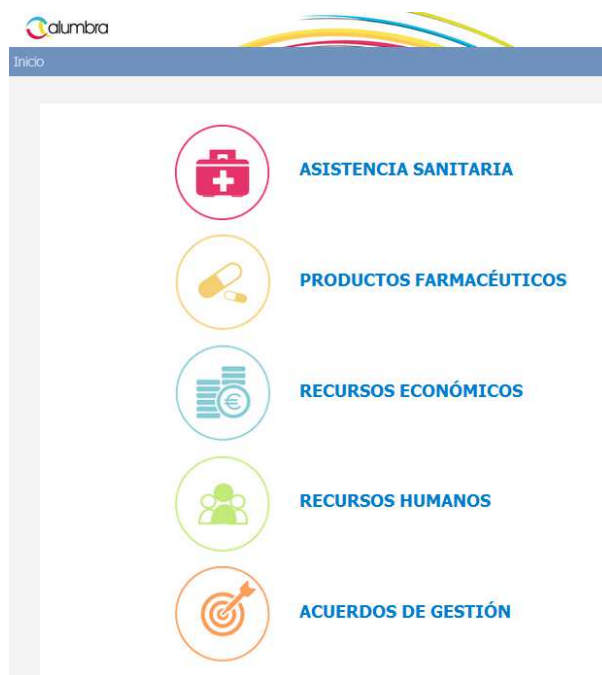 alumbra
Inicio
ASISTENCIA SANITARIA
PRODUCTOS FARMACÉUTICOS
RECURSOS ECONÓMICOS
RECURSOS HUMANOS
ACUERDOS DE GESTIÓN